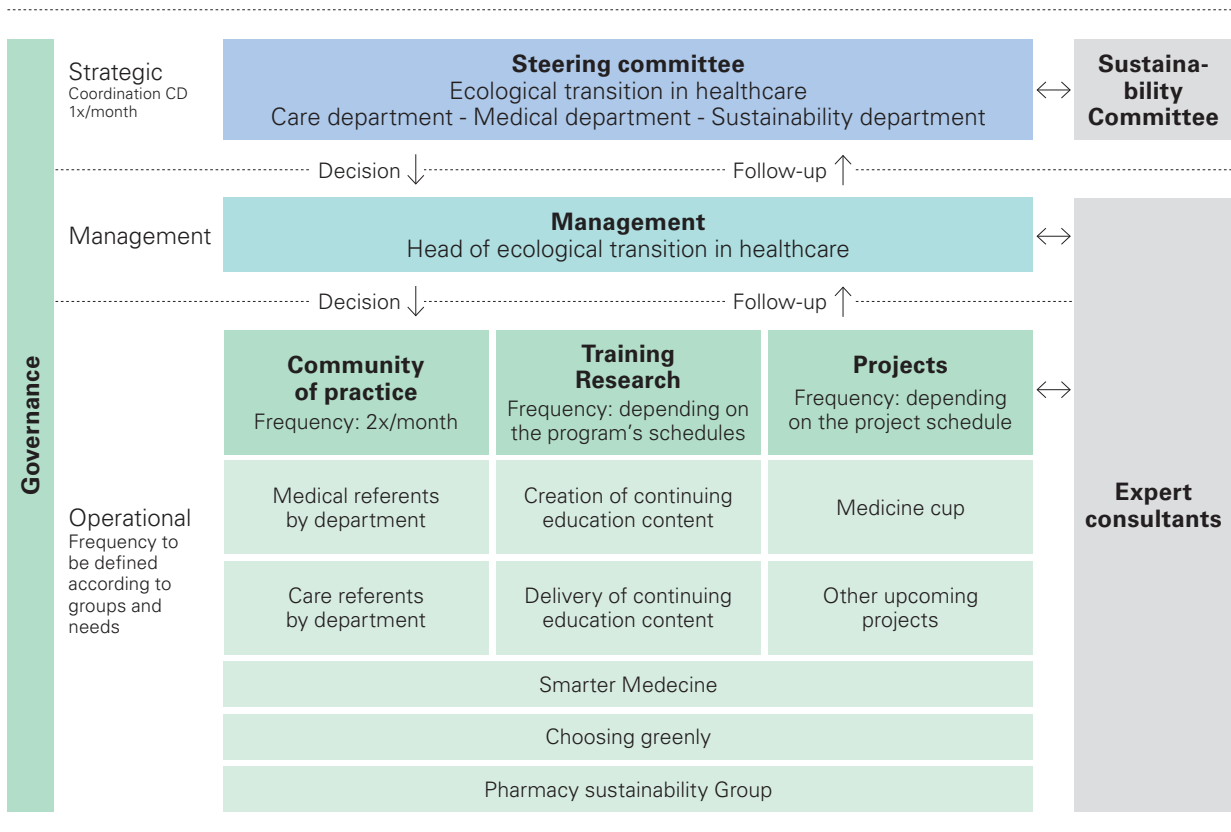 Governance
Strategic
Coordination CD
1x/month
Steering committee
Ecological transition in healthcare
Care department - Medical department - Sustainability department
Sustaina-
bility
Committee
Decision
Follow-up
Management
Management
Head of ecological transition in healthcare
Decision
Follow-up
Operational
Frequency to
be defined
according to
groups and
needs
Community
of practice
Frequency: 2x/month
Training
Research
Frequency: depending on
the program's schedules
Projects
Frequency: depending
on the project schedule
Medical referents
by department
Creation of continuing
education content
Medicine cup
Care referents
by department
Delivery of continuing
education content
Other upcoming
projects
Smarter Medecine
Choosing greenly
Pharmacy sustainability Group
Expert
consultants